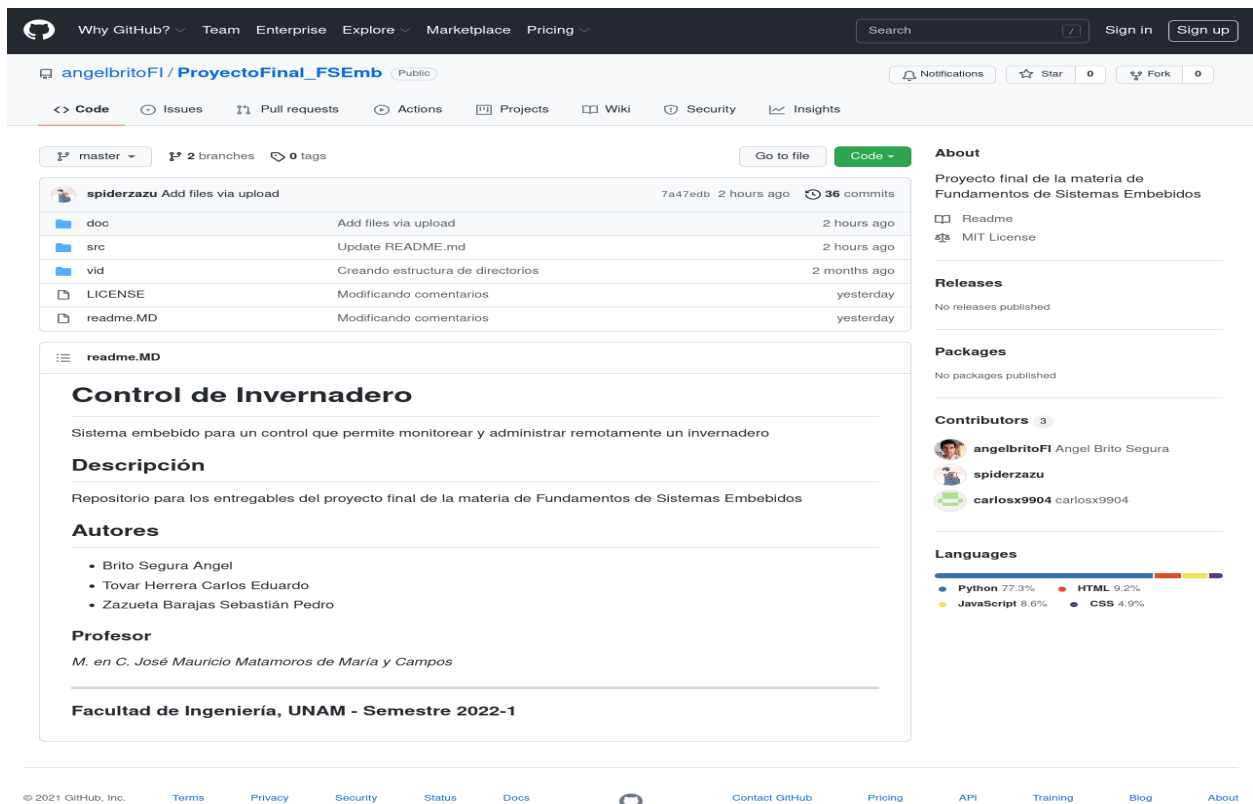 Why GitHub? Team Enterprise Explore Marketplace Pricing Search / Sign in Sign up
angelbritoFI / ProyectoFinal_FSEmb Public Notifications Star 0 Fork 0
<> Code Issues Pull requests Actions Projects Wiki Security Insights
master 2 branches 0 tags Go to file Code
spiderzazu Add files via upload 7a47edb 2 hours ago 36 commits
doc Add files via upload 2 hours ago
src Update README.md 2 hours ago
vid Creando estructura de directorios 2 months ago
LICENSE Modificando comentarios yesterday
readme.MD Modificando comentarios yesterday
readme.MD
Control de Invernadero
Sistema embebido para un control que permite monitorear y administrar remotamente un invernadero
Descripción
Repositorio para los entregables del proyecto final de la materia de Fundamentos de Sistemas Embebidos
Autores
• Brito Segura Angel
• Tovar Herrera Carlos Eduardo
• Zazueta Barajas Sebastián Pedro
Profesor
M. en C. José Mauricio Matamoros de María y Campos
Facultad de Ingeniería, UNAM - Semestre 2022-1
About
Proyecto final de la materia de
Fundamentos de Sistemas Embebidos
Readme
MIT License
Releases
No releases published
Packages
No packages published
Contributors 3
angelbritoFI Angel Brito Segura
spiderzazu
carlosx9904 carlosx9904
Languages
Python 77.3% HTML 9.2%
JavaScript 8.6% CSS 4.9%
© 2021 GitHub, Inc. Terms Privacy Security Status Docs Contact GitHub Pricing API Training Blog About